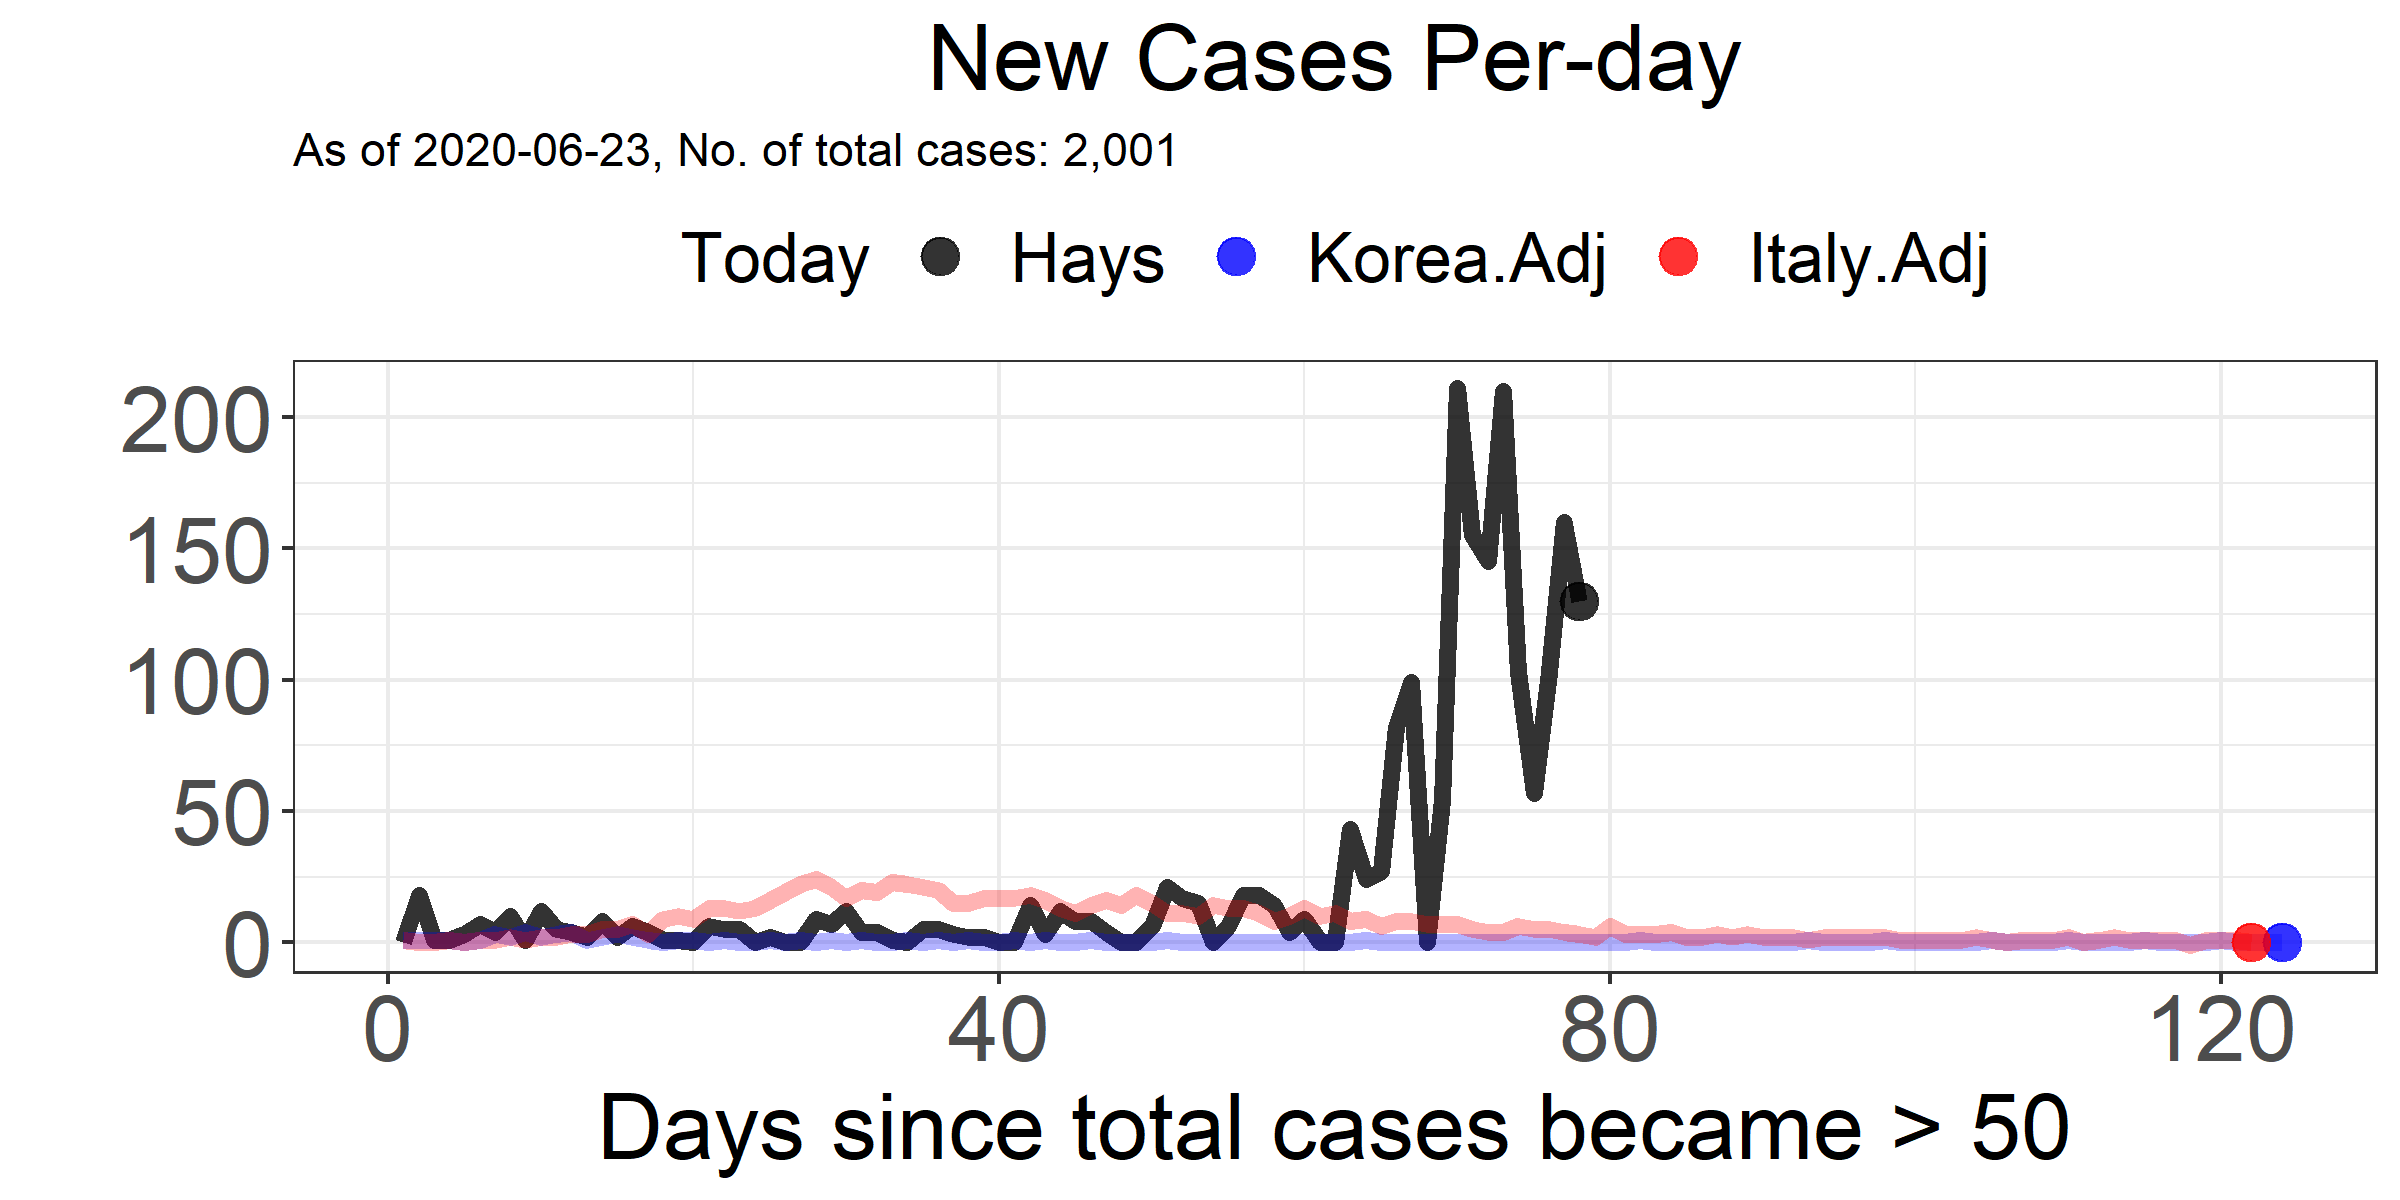 New Cases Per-day
As of 2020-06-23, No. of total cases: 2,001
Today Hays Korea.Adj Italy.Adj
200
150
100
50
0
0 40 80 120
Days since total cases became > 50